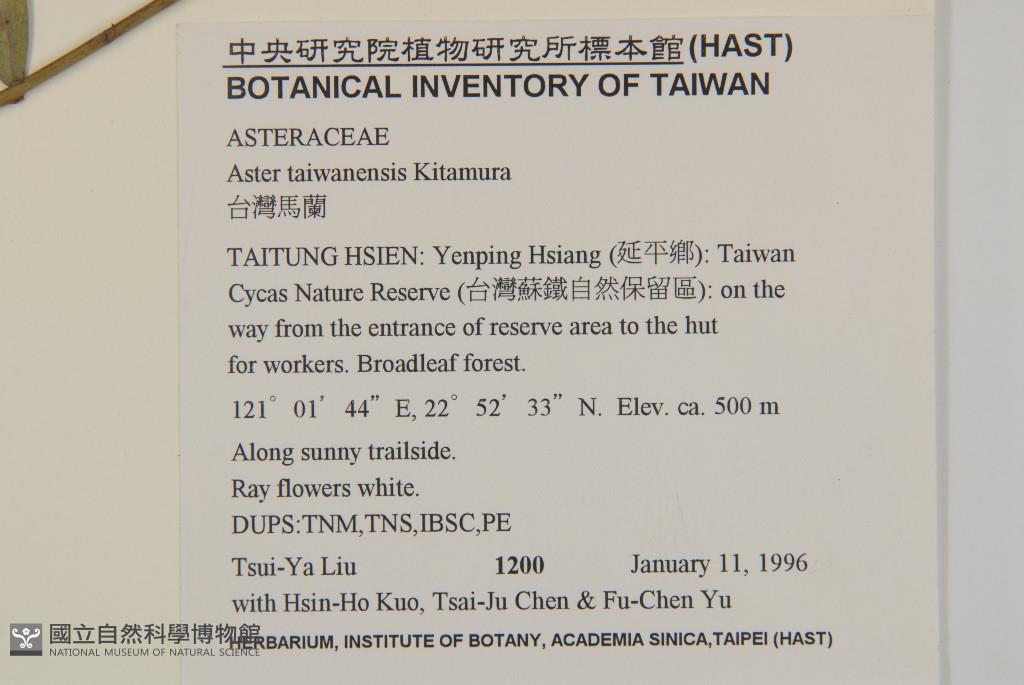 中央研究院植物研究所標本館(HAST)
BOTANICAL INVENTORY OF TAIWAN
ASTERACEAE
Aster taiwanensis Kitamura
台灣馬蘭
TAITUNG HSIEN: Yenping Hsiang (延平鄉): Taiwan
Cycas Nature Reserve (台灣蘇鐵自然保留區): on the
way from the entrance of reserve area to the hut
for workers. Broadleaf forest.
121° 01' 44" E, 22° 52' 33" N. Elev. ca. 500 m
Along sunny trailside.
Ray flowers white.
DUPS:TNM,TNS,IBSC,PE
Tsui-Ya Liu 1200 January 11, 1996
with Hsin-Ho Kuo, Tsai-Ju Chen & Fu-Chen Yu
HERBARIUM, INSTITUTE OF BOTANY, ACADEMIA SINICA,TAIPEI (HAST)
國立自然科學博物館
NATIONAL MUSEUM OF NATURAL SCIENCE